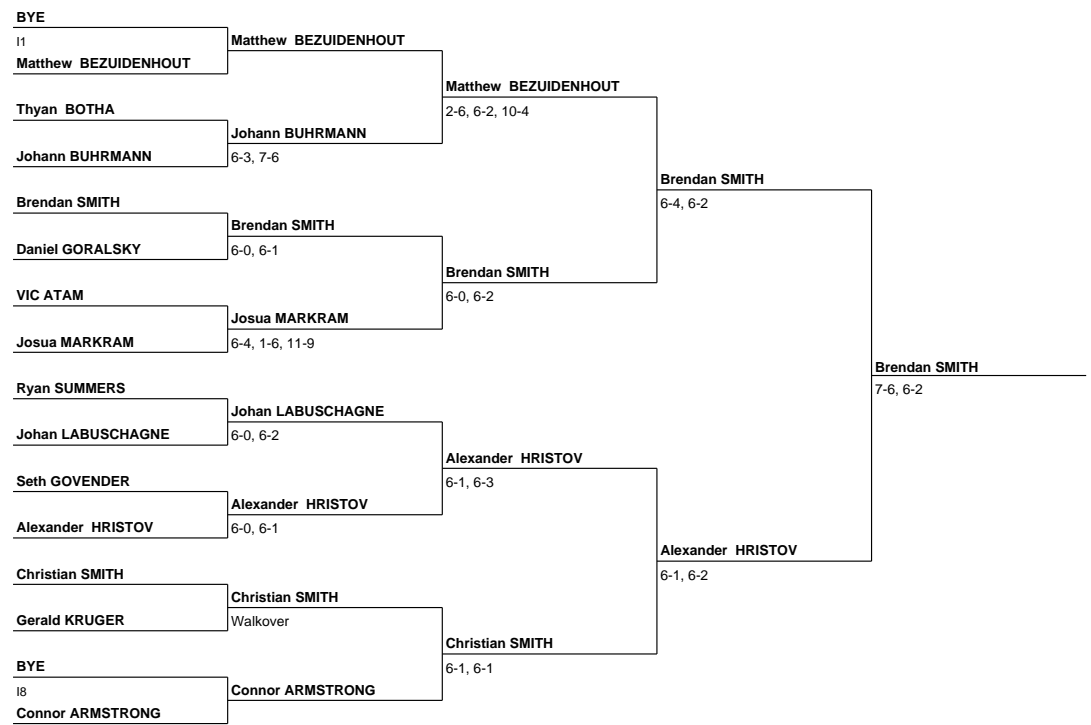 BYE
I1
Matthew BEZUIDENHOUT
Thyan BOTHA
Johann BUHRMANN
Brendan SMITH
Daniel GORALSKY
VIC ATAM
Josua MARKRAM
Ryan SUMMERS
Johan LABUSCHAGNE
Seth GOVENDER
Alexander HRISTOV
Christian SMITH
Gerald KRUGER
BYE
I8
Connor ARMSTRONG
Matthew BEZUIDENHOUT
Johann BUHRMANN
6-3, 7-6
Brendan SMITH
6-0, 6-1
Josua MARKRAM
6-4, 1-6, 11-9
Johan LABUSCHAGNE
6-0, 6-2
Alexander HRISTOV
6-0, 6-1
Christian SMITH
Walkover
Connor ARMSTRONG
Matthew BEZUIDENHOUT
2-6, 6-2, 10-4
Brendan SMITH
6-0, 6-2
Alexander HRISTOV
6-1, 6-3
Christian SMITH
6-1, 6-1
Brendan SMITH
6-4, 6-2
Alexander HRISTOV
6-1, 6-2
Brendan SMITH
7-6, 6-2